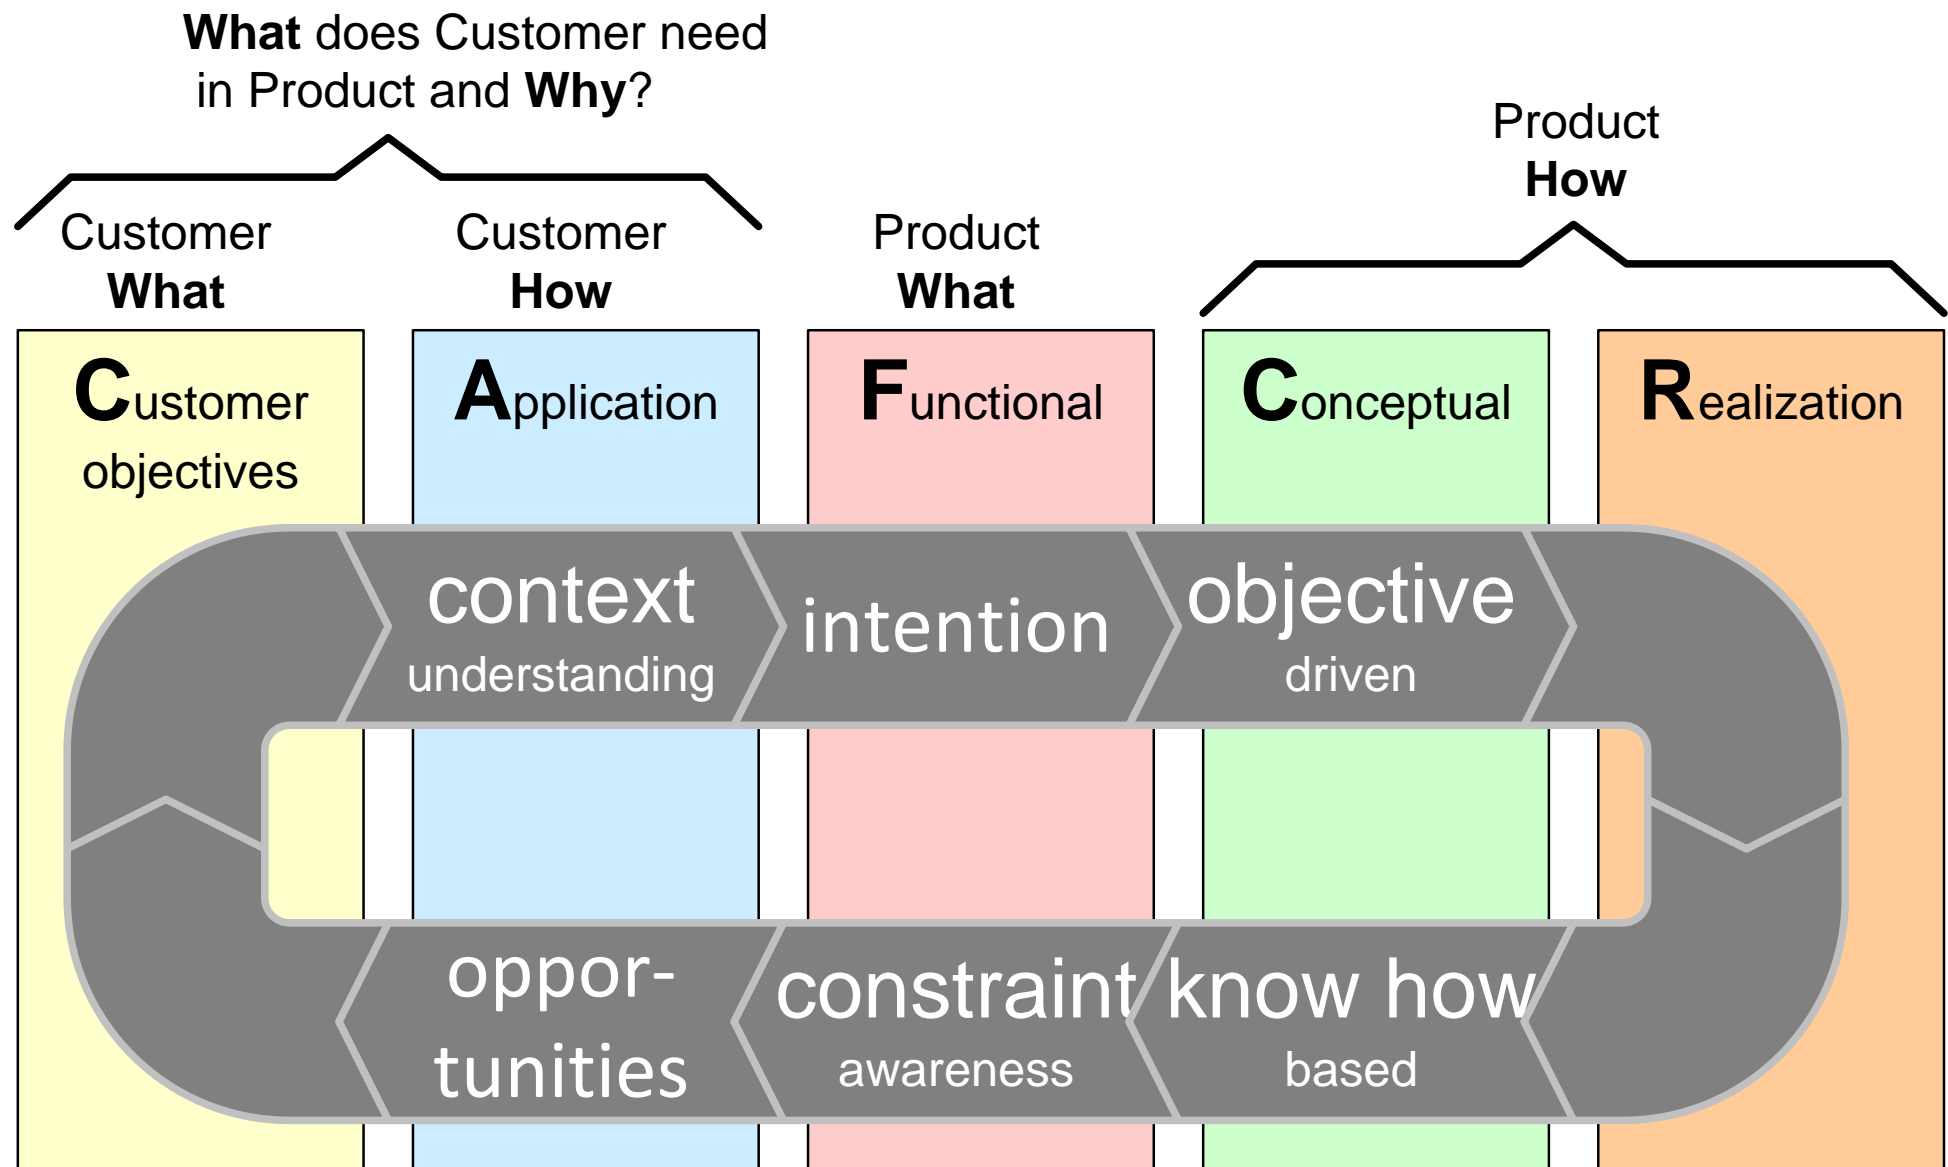 What does Customer need
in Product and Why?
Product
How
Customer
What
Customer
How
Product
What
Customer
objectives
Application
Functional
Conceptual
Realization
context
understanding
intention
objective
driven
oppor-
tunities
constraint
awareness
know how
based